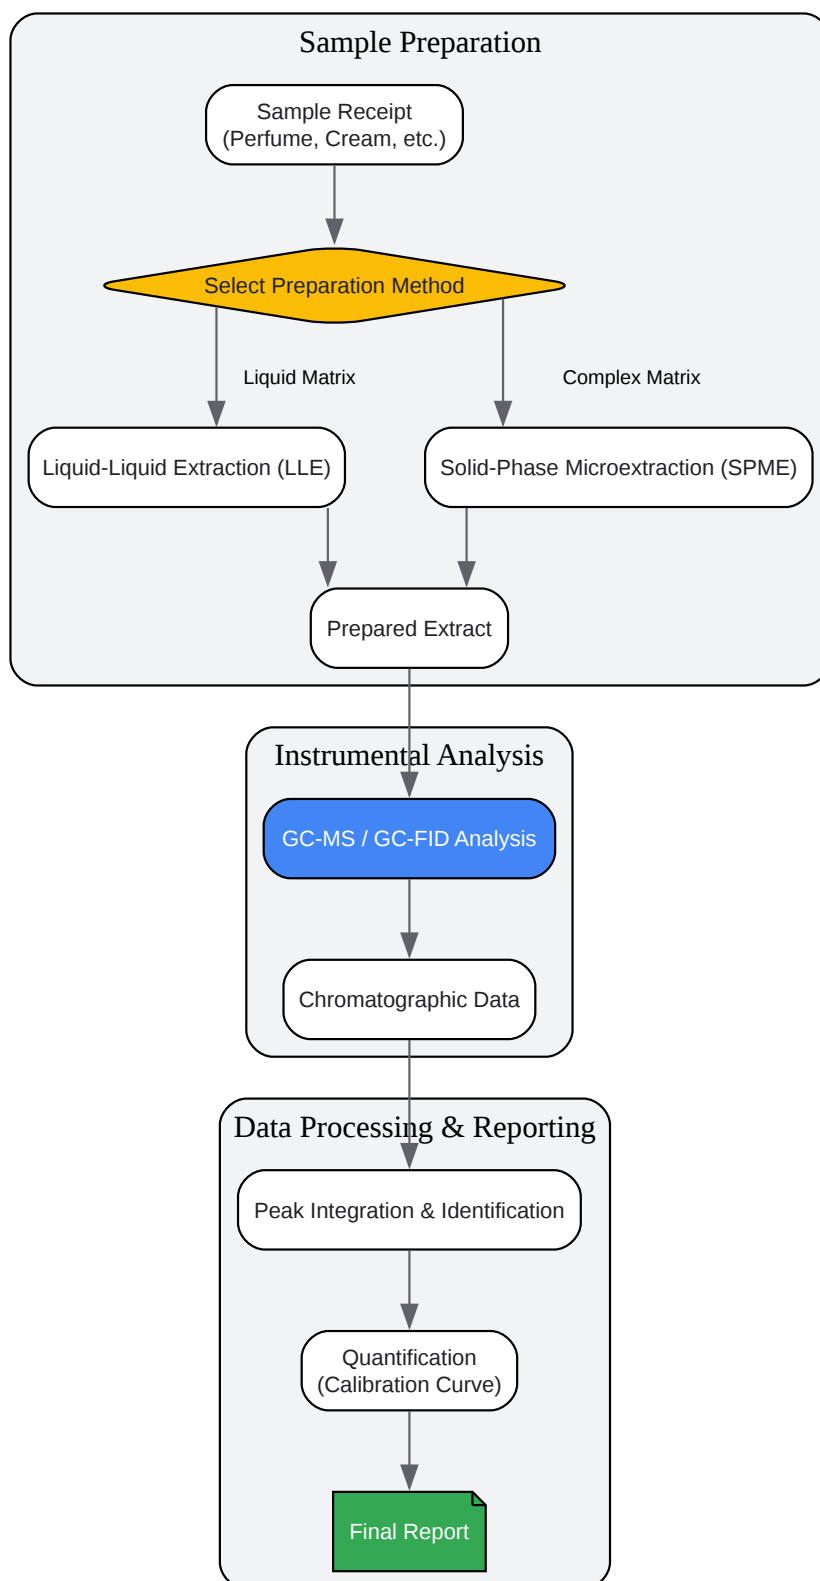 Sample Preparation
Sample Receipt
(Perfume, Cream, etc.)
Select Preparation Method
Liquid Matrix
Complex Matrix
Liquid-Liquid Extraction (LLE)
Solid-Phase Microextraction (SPME)
Prepared Extract
Instrumental Analysis
GC-MS / GC-FID Analysis
Chromatographic Data
Data Processing & Reporting
Peak Integration & Identification
Quantification
(Calibration Curve)
Final Report